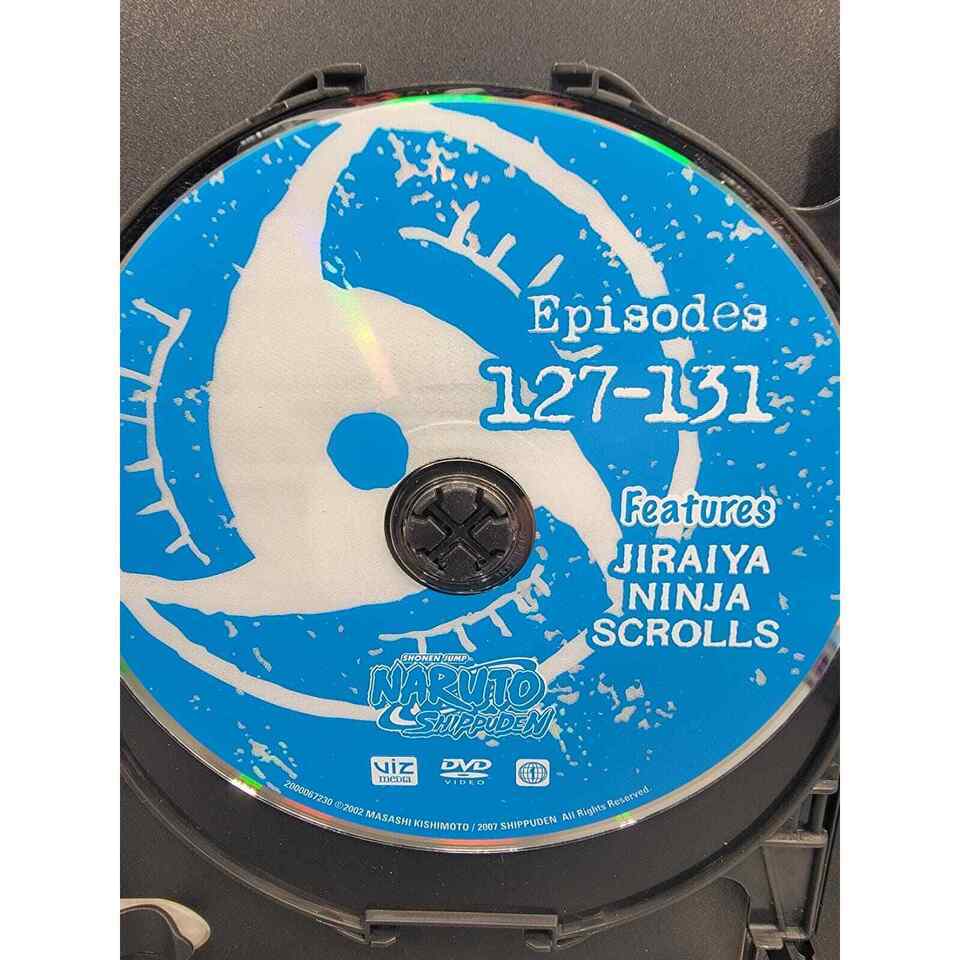 Episodes
127-131
Features
JIRAIYA
NINJA
SCROLLS
SHONEN JUMP
NARUTO
SHIPPUDEN
VIZ
media
DVD
VIDEO
2000067230 ©2002 MASASHI KISHIMOTO / 2007 SHIPPUDEN All Rights Reserved.